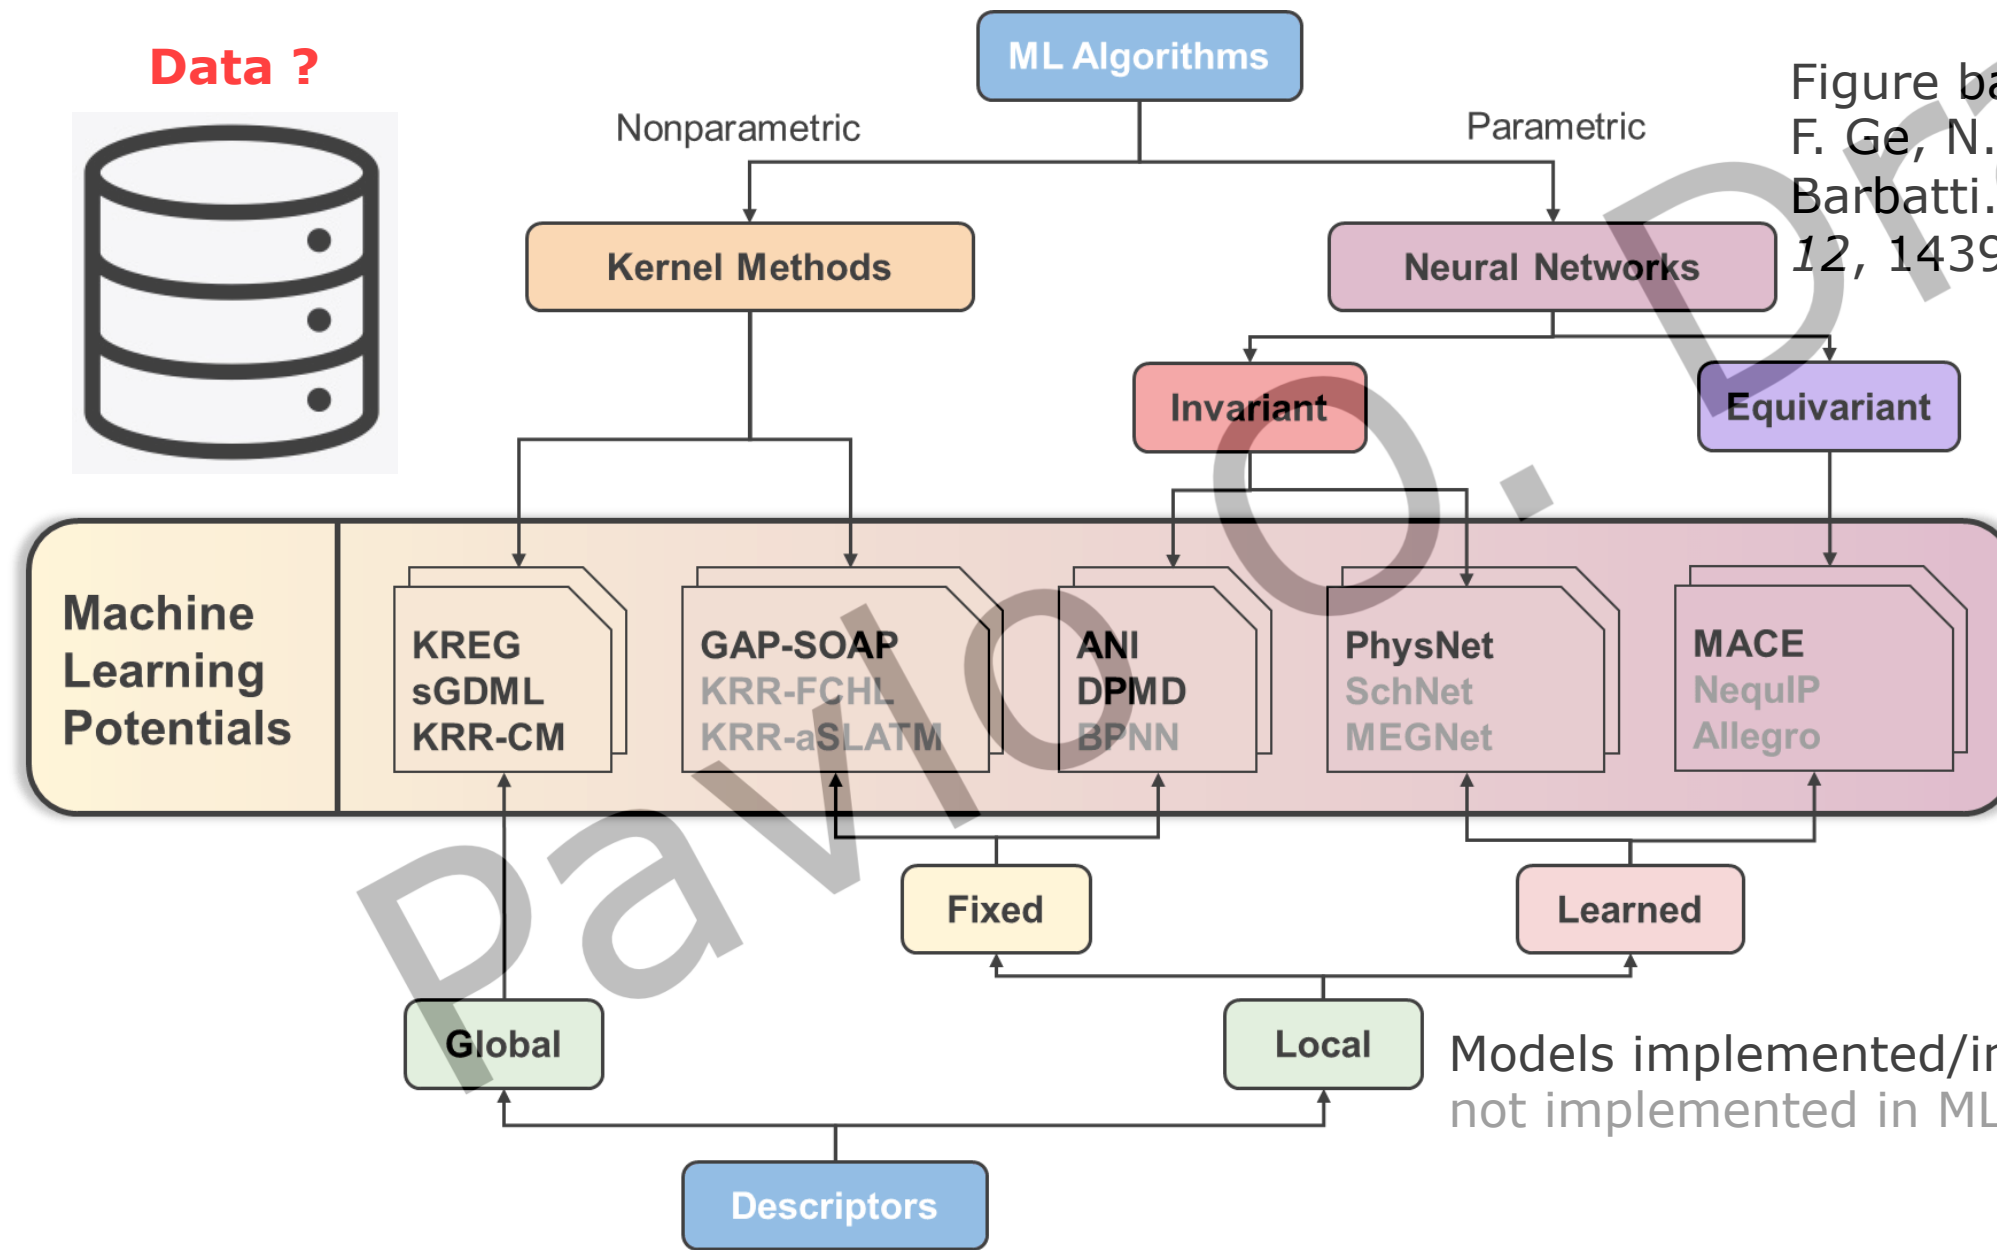 Data ?
ML Algorithms
Figure ba
F. Ge, N.
Barbatti.
12, 1439
Nonparametric
Parametric
Kernel Methods
Neural Networks
Invariant
Equivariant
Machine
Learning
Potentials
KREG
sGDML
KRR-CM
GAP-SOAP
KRR-FCHL
KRR-aSLATM
ANI
DPMD
BPNN
PhysNet
SchNet
MEGNet
MACE
NequIP
Allegro
Fixed
Learned
Global
Local
Models implemented/in
not implemented in ML
Descriptors
Pavlo O. Dr